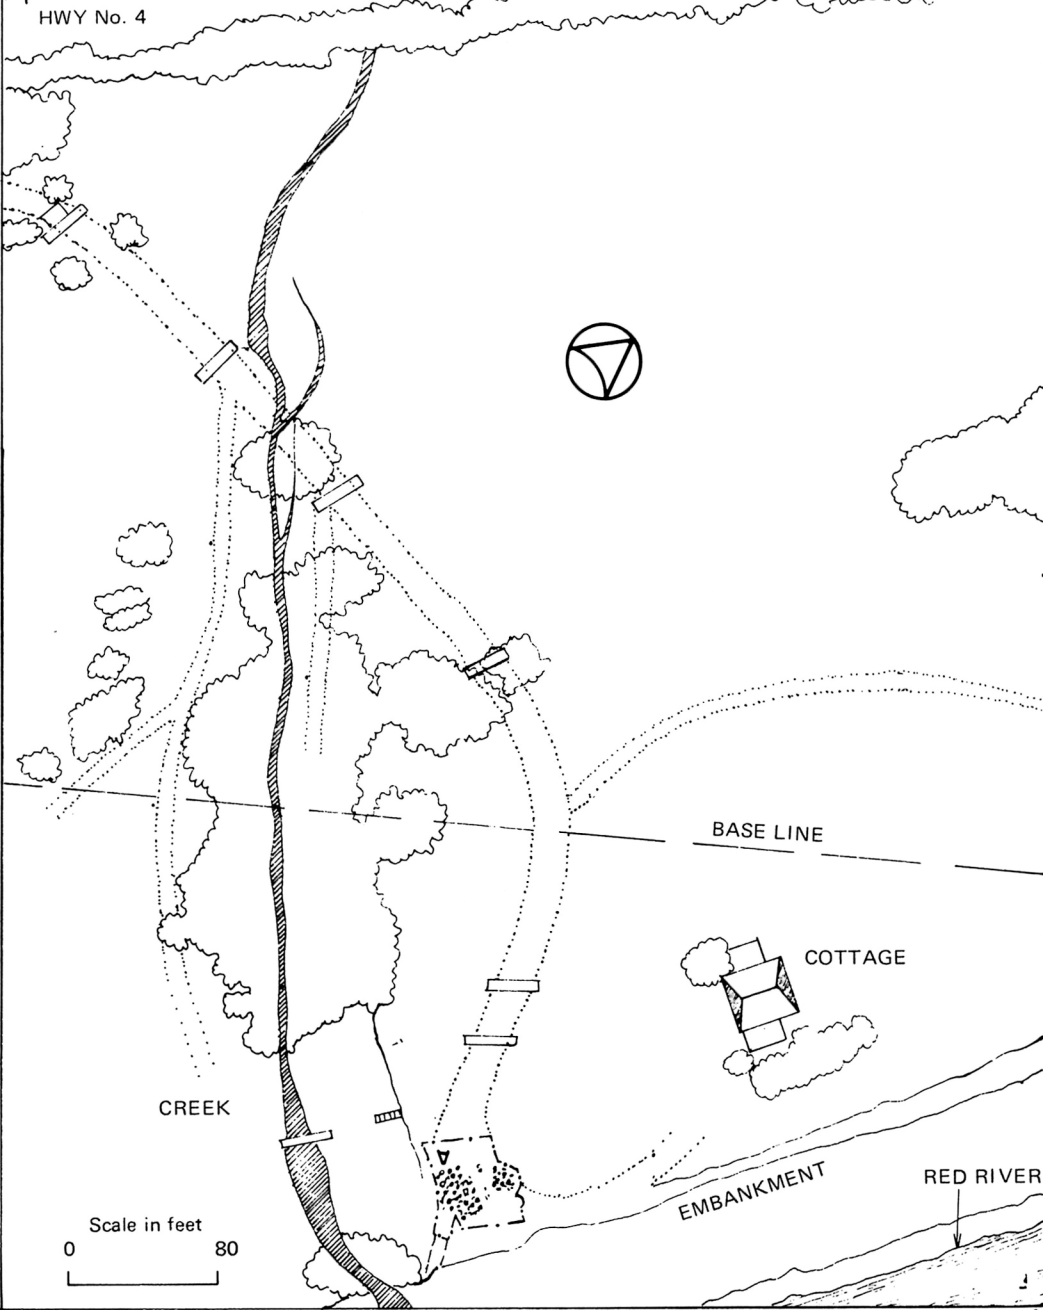 HWY No. 4
BASE LINE
COTTAGE
CREEK
EMBANKMENT
RED RIVER
Scale in feet
0 80